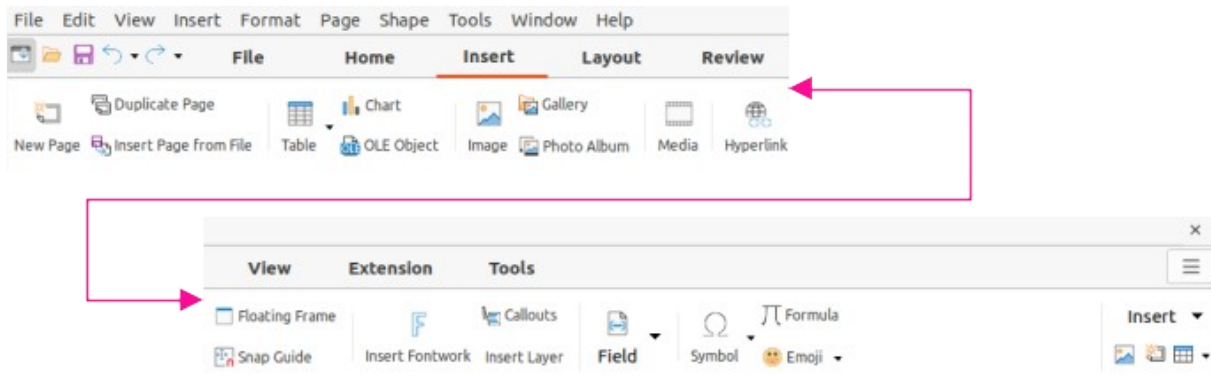 File Edit View Insert Format Page Shape Tools Window Help
File Home Insert Layout Review
Duplicate Page Chart Gallery
New Page Insert Page from File Table OLE Object Image Photo Album Media Hyperlink
View Extension Tools
Floating Frame Callouts Formula Insert
Snap Guide Insert Fontwork Insert Layer Field Symbol Emoji